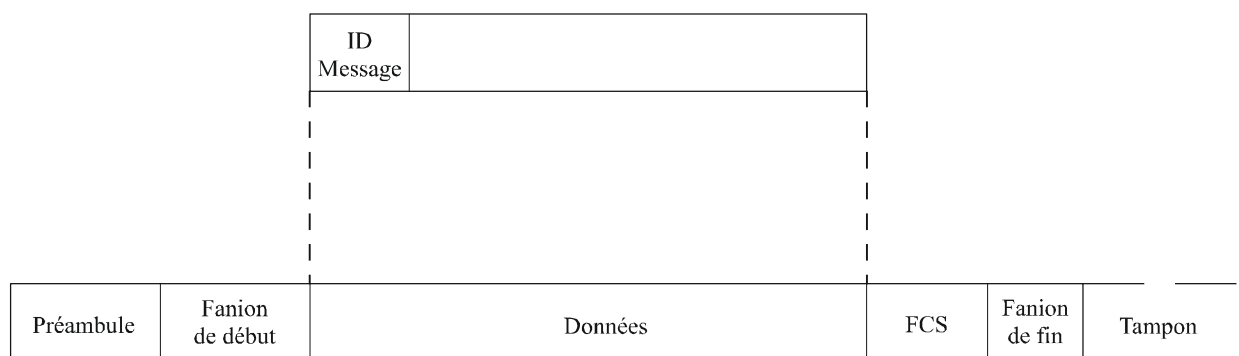 ID
Message
Préambule
Fanion
de début
Données
FCS
Fanion
de fin
Tampon